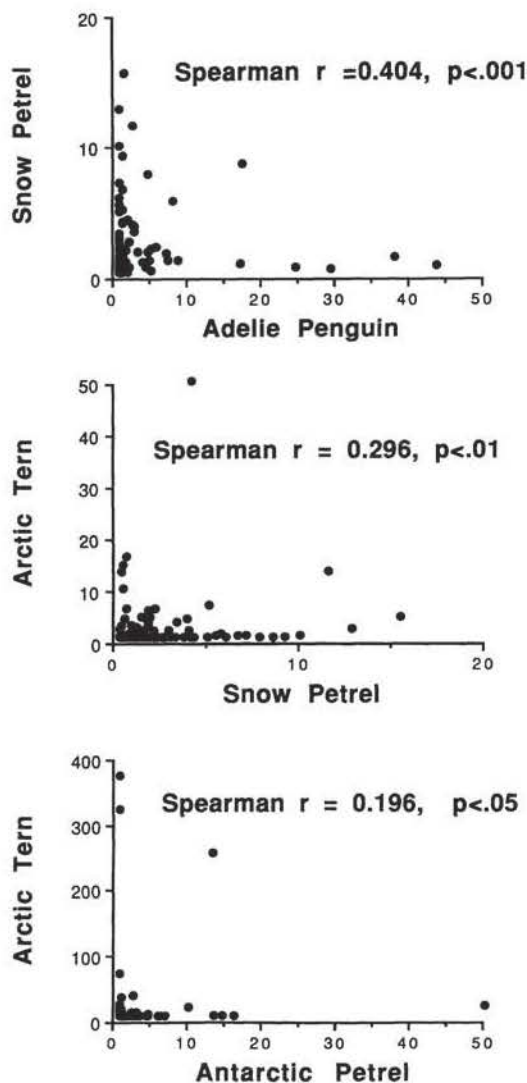 20
Spearman r =0.404, p<.001
10
0
0 10 20 30 40 50
Snow Petrel
Adelie Penguin
50
40
Spearman r = 0.296, p<.01
30
20
10
0
0 10 20
Arctic Tern
Snow Petrel
400
Spearman r = 0.196, p<.05
300
200
100
0
0 10 20 30 40 50
Arctic Tern
Antarctic Petrel